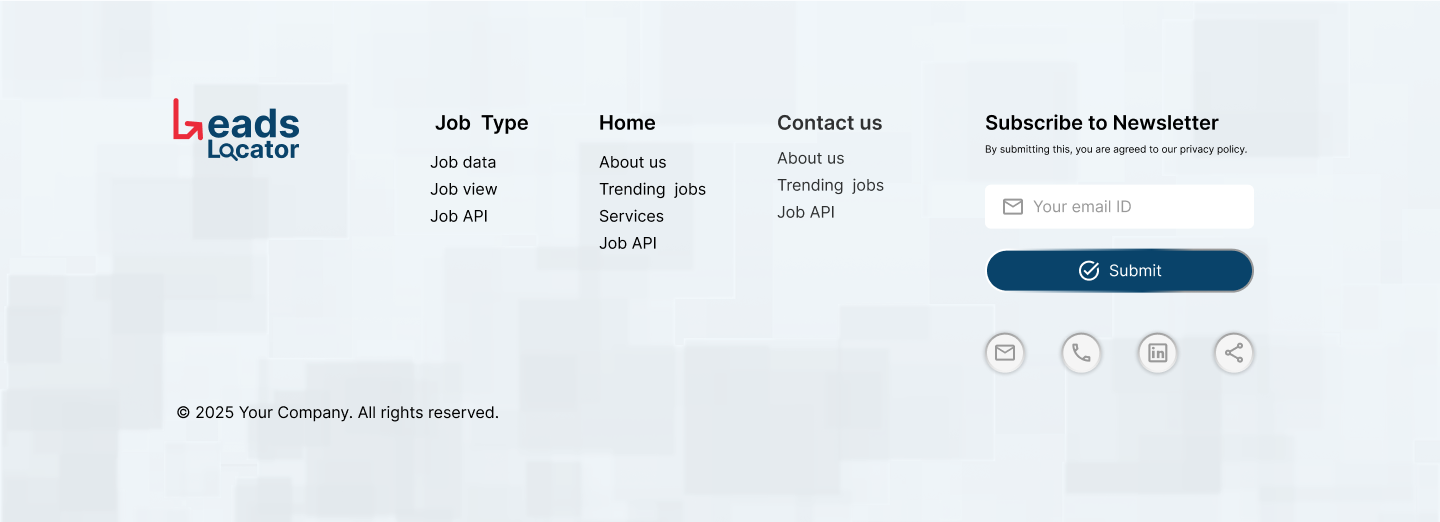 Leads
Locator
Job  Type
Job data
Job view
Job API
Home
About us
Trending  jobs
Services
Job API
Contact us
About us
Trending  jobs
Job API
Subscribe to Newsletter
By submitting this, you are agreed to our privacy policy.
Your email ID
Submit
in
© 2025 Your Company. All rights reserved.